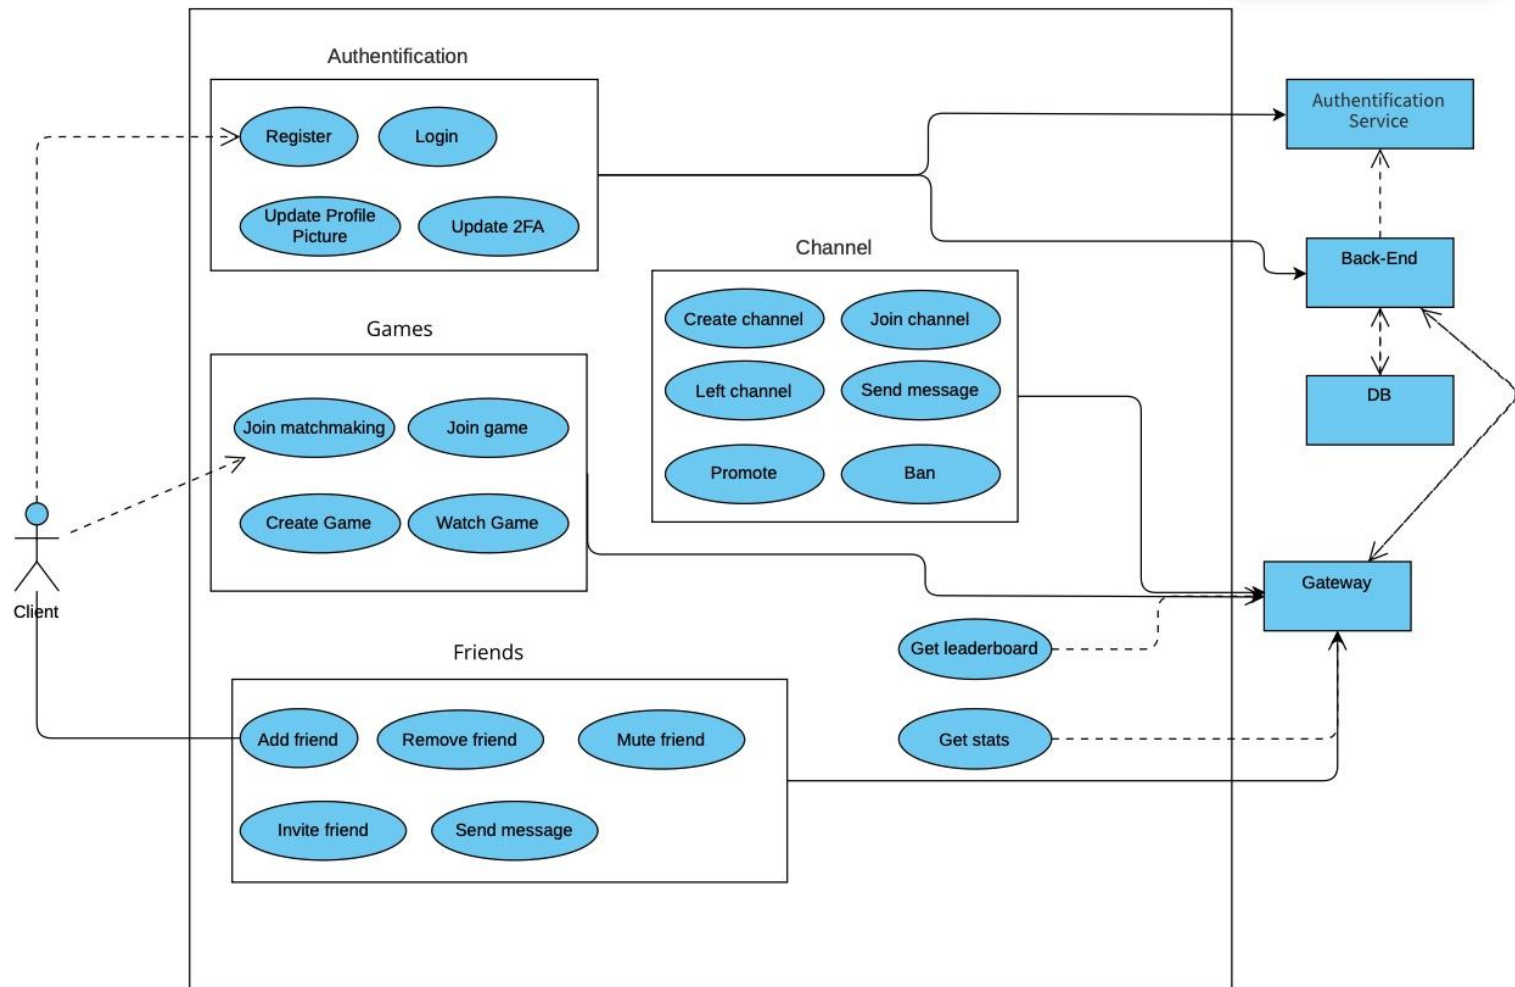 Authentification
Register
Login
Update Profile
Picture
Update 2FA
Authentification
Service
Back-End
DB
Gateway
Channel
Create channel
Join channel
Left channel
Send message
Promote
Ban
Games
Join matchmaking
Join game
Create Game
Watch Game
Client
Get leaderboard
Get stats
Friends
Add friend
Remove friend
Mute friend
Invite friend
Send message